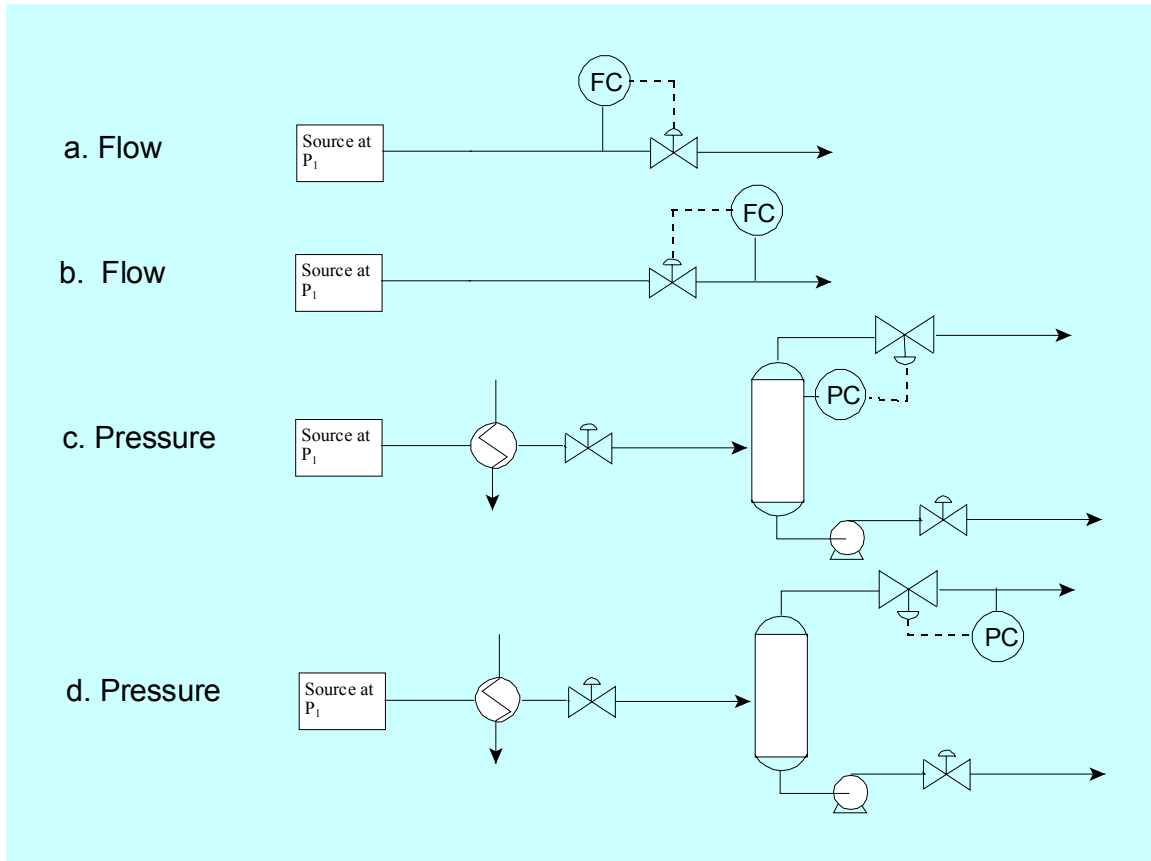 FC
a. Flow
Source at
P₁
FC
b. Flow
Source at
P₁
PC
c. Pressure
Source at
P₁
PC
d. Pressure
Source at
P₁